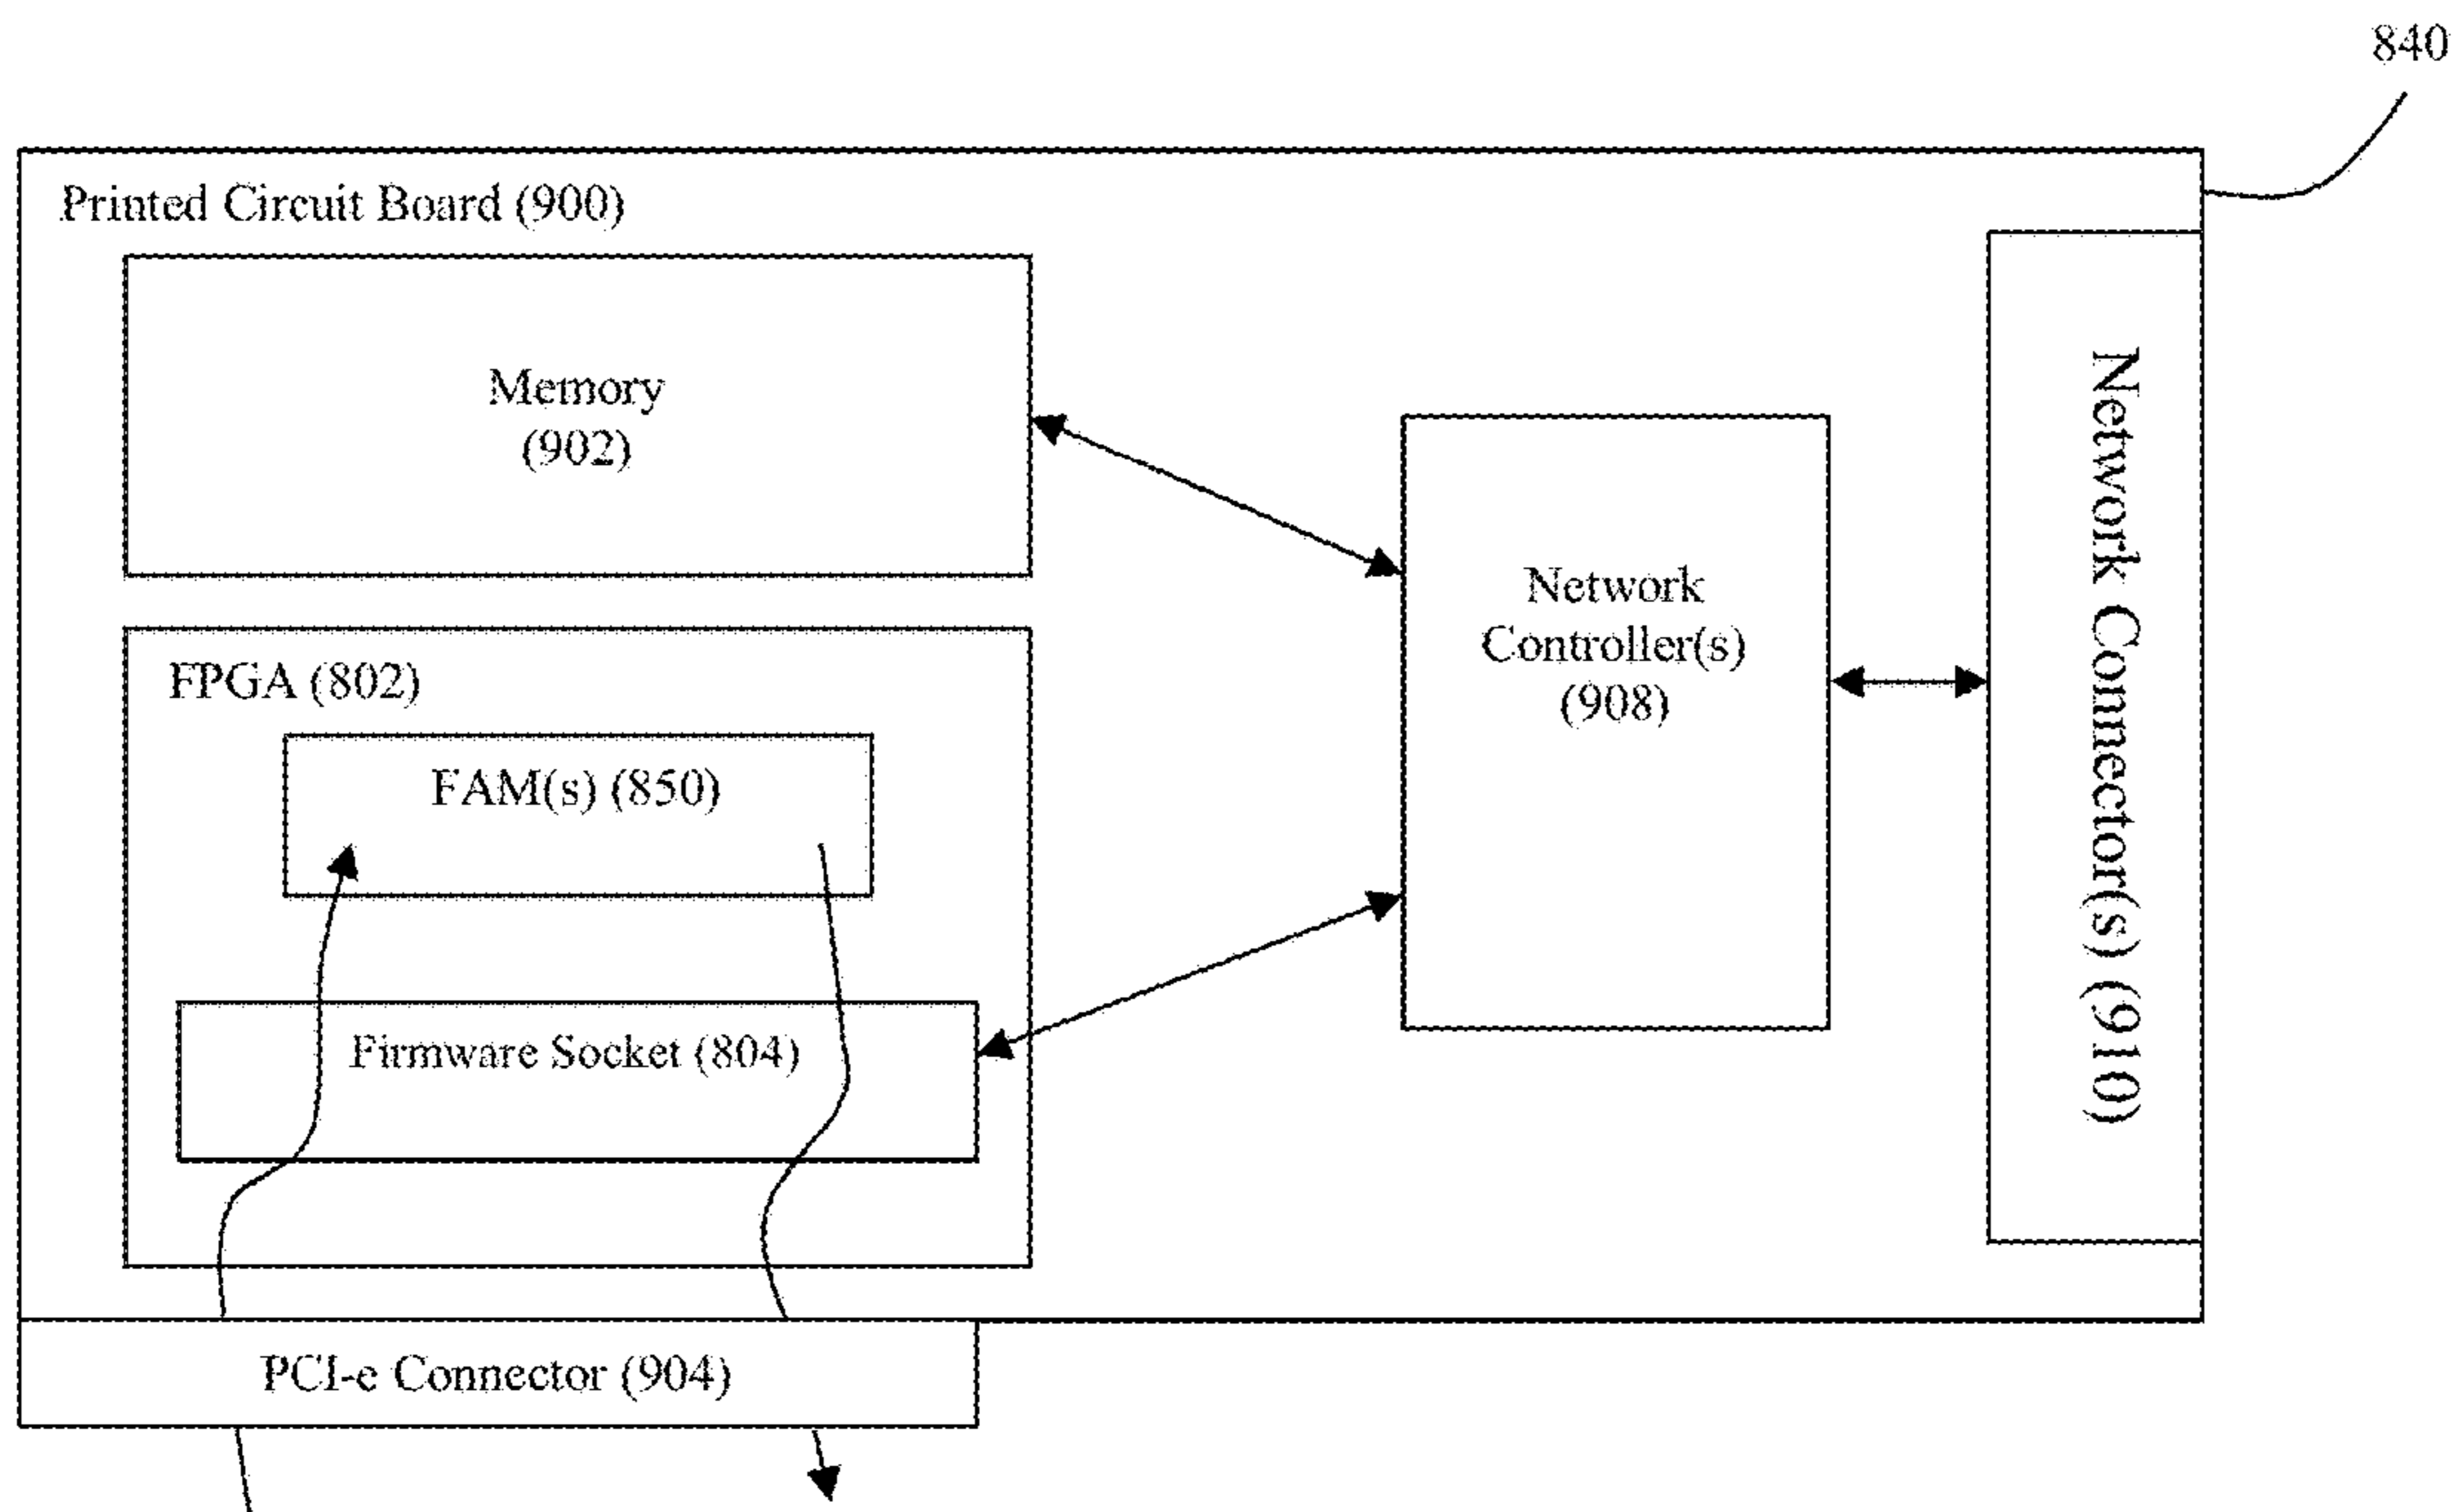 840
Printed Circuit Board (900)
Memory
(902)
Network
Controller(s)
(908)
Network Connector(s) (910)
FPGA (802)
FAM(s) (850)
Firmware Socket (804)
PCI-e Connector (904)